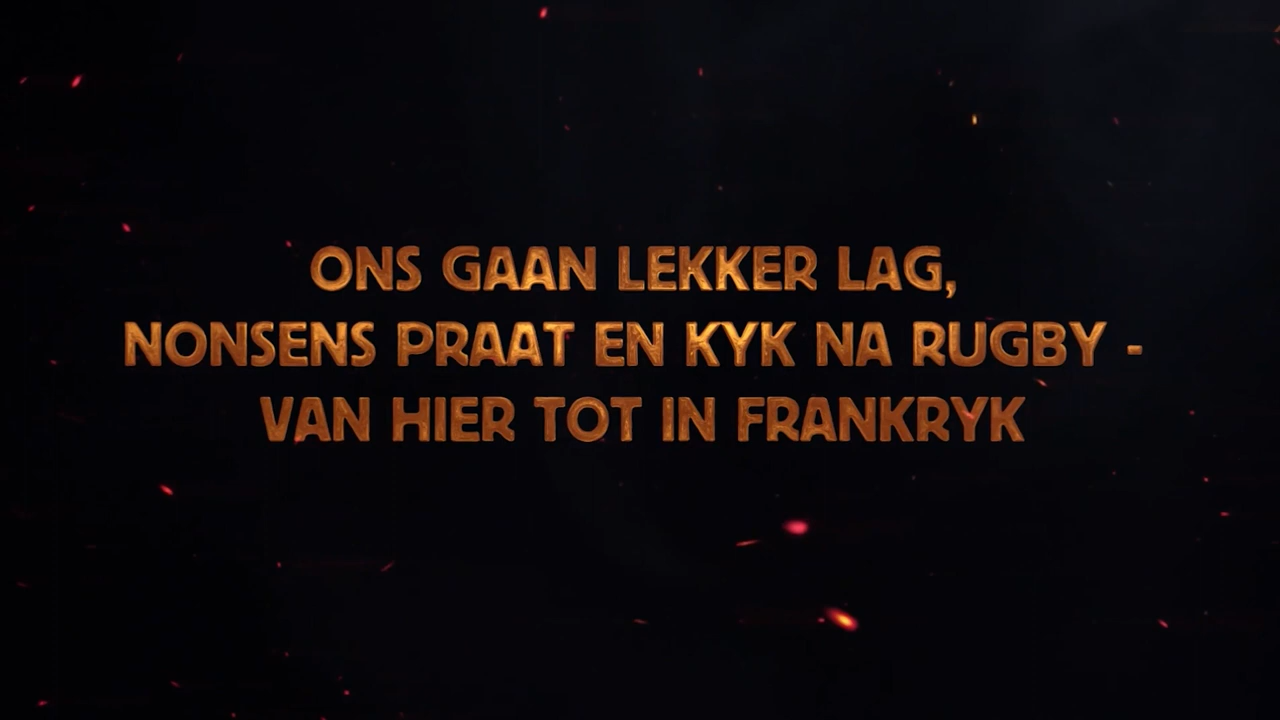 ONS GAAN LEKKER LAG,
NONSENS PRAAT EN KYK NA RUGBY -
VAN HIER TOT IN FRANKRYK